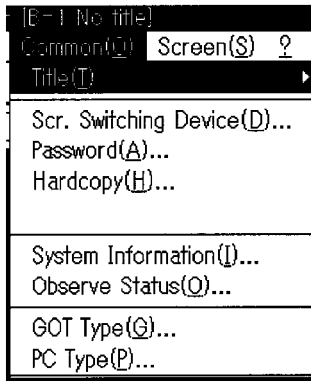 [B-1 No title]
Common(O) Screen(S) ?
Title(T)
Scr. Switching Device(D)...
Password(A)...
Hardcopy(H)...
System Information(I)...
Observe Status(O)...
GOT Type(G)...
PC Type(P)...